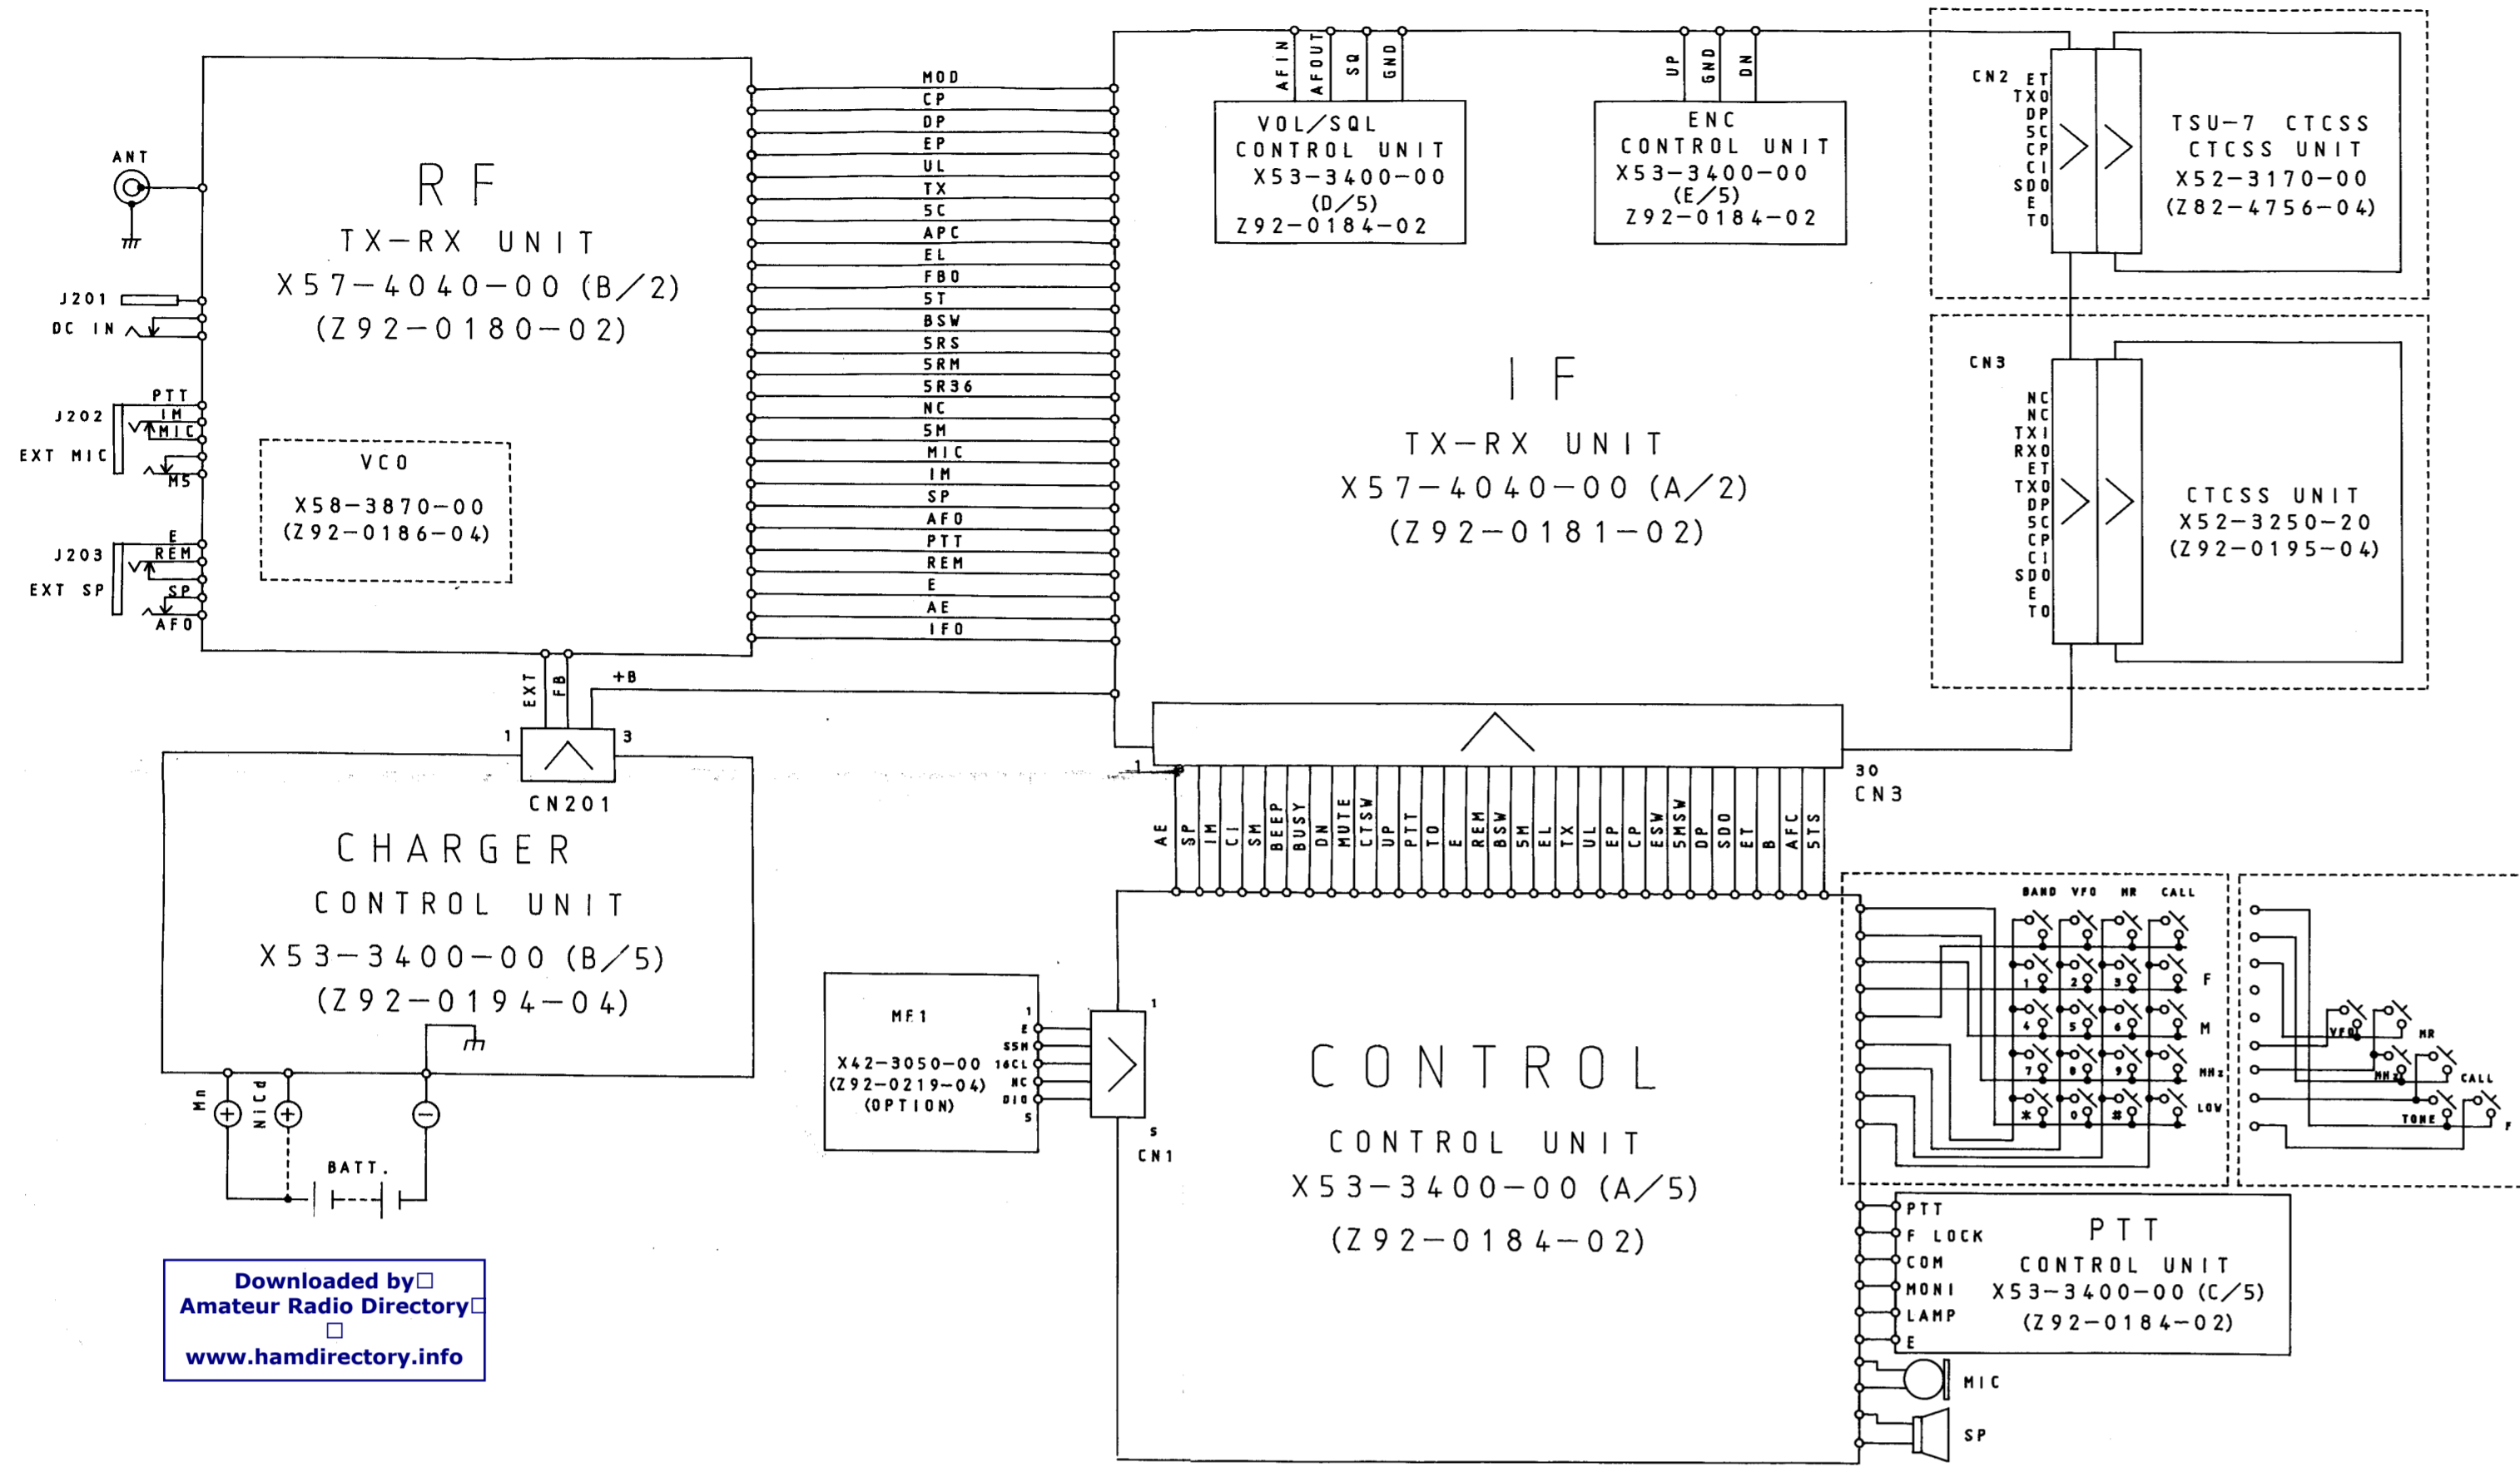 ANT
J201
DC IN
PTT
J202
IM
MIC
EXT MIC
M5
E
J203
REM
EXT SP
SP
AFO
RF
TX-RX UNIT
X57-4040-00 (B/2)
(Z92-0180-02)
VCO
X58-3870-00
(Z92-0186-04)
MOD
CP
DP
EP
UL
TX
5C
APC
EL
FBO
5T
BSW
5RS
5RM
5R36
NC
5M
MIC
IM
SP
AFO
PTT
REM
E
AE
IFO
EXT
FB
+B
1
3
CN201
CHARGER
CONTROL UNIT
X53-3400-00 (B/5)
(Z92-0194-04)
Mn
NICd
BATT.
AFIN
AFOUT
SQ
GND
VOL/SQL
CONTROL UNIT
X53-3400-00
(D/5)
Z92-0184-02
UP
GND
DN
ENC
CONTROL UNIT
X53-3400-00
(E/5)
Z92-0184-02
IF
TX-RX UNIT
X57-4040-00 (A/2)
(Z92-0181-02)
CN2
ET
TXO
DP
5C
CP
CI
SDO
E
TO
TSU-7 CTCSS
CTCSS UNIT
X52-3170-00
(Z82-4756-04)
CN3
NC
NC
TXI
RXO
ET
TXO
DP
5C
CP
CI
SDO
E
TO
CTCSS UNIT
X52-3250-20
(Z92-0195-04)
1
30
CN3
AE
SP
IM
CI
SM
BEEP
BUSY
DN
MUTE
CTSW
UP
PTT
TO
E
REM
BSW
5M
EL
TX
UL
EP
CP
ESW
5MSW
DP
SDO
ET
B
AFC
5TS
MF1
X42-3050-00
(Z92-0219-04)
(OPTION)
1
E
SSM
16CL
NC
DIO
5
1
5
CN1
CONTROL
CONTROL UNIT
X53-3400-00 (A/5)
(Z92-0184-02)
BAND VFO MR CALL
1 2 3 F
4 5 6 M
7 8 9 MHz
* 0 # LOW
VFO
MR
MHz
CALL
TONE
F
PTT
F LOCK
COM
MONI
LAMP
E
PTT
CONTROL UNIT
X53-3400-00 (C/5)
(Z92-0184-02)
MIC
SP
Downloaded by
Amateur Radio Directory
www.hamdirectory.info